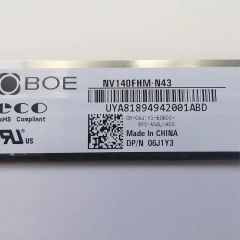 BOE
NV140FHM-N43
eco
RoHS Compliant
UYA81894942001ABD
Made In CHINA
DP/N 06J1Y3
US